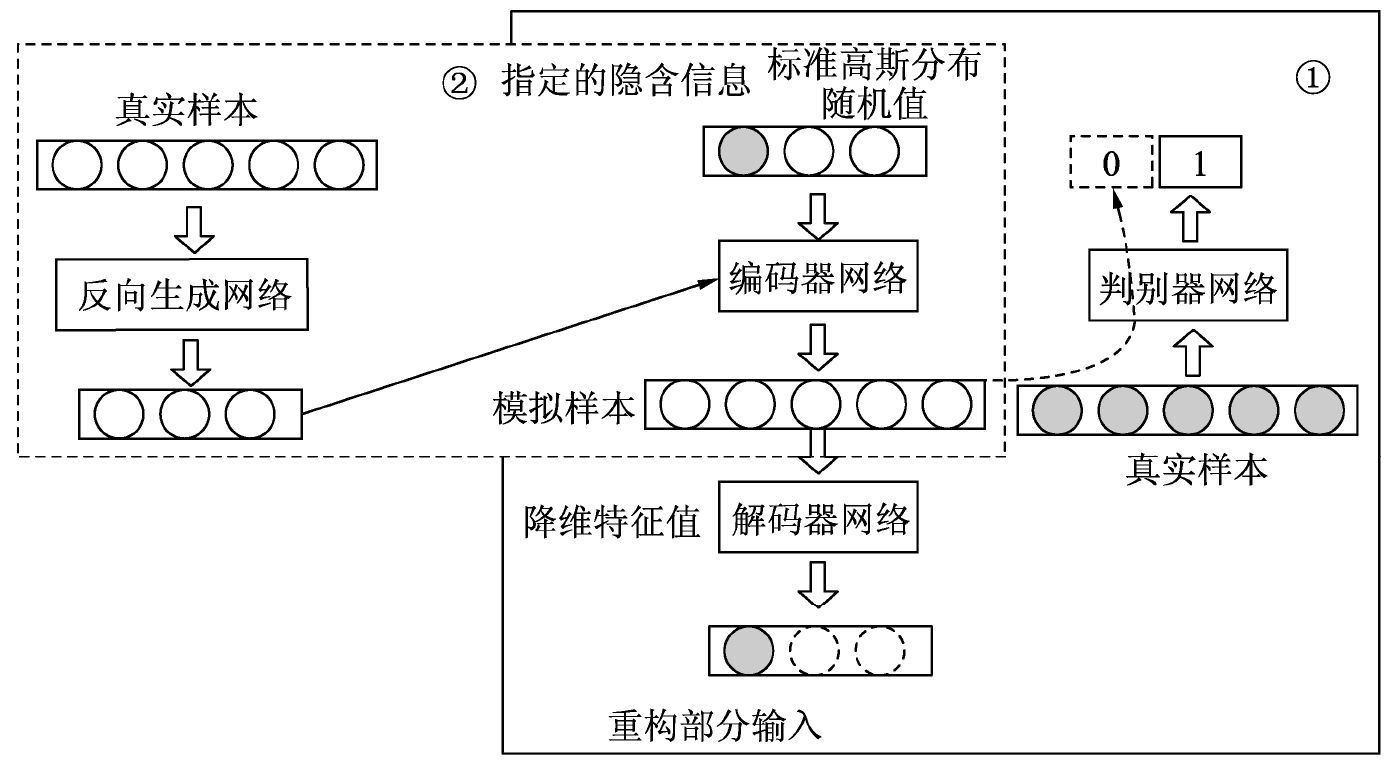 ①
②
指定的隐含信息
标准高斯分布
随机值
真实样本
0
1
反向生成网络
编码器网络
判别器网络
模拟样本
真实样本
降维特征值
解码器网络
重构部分输入